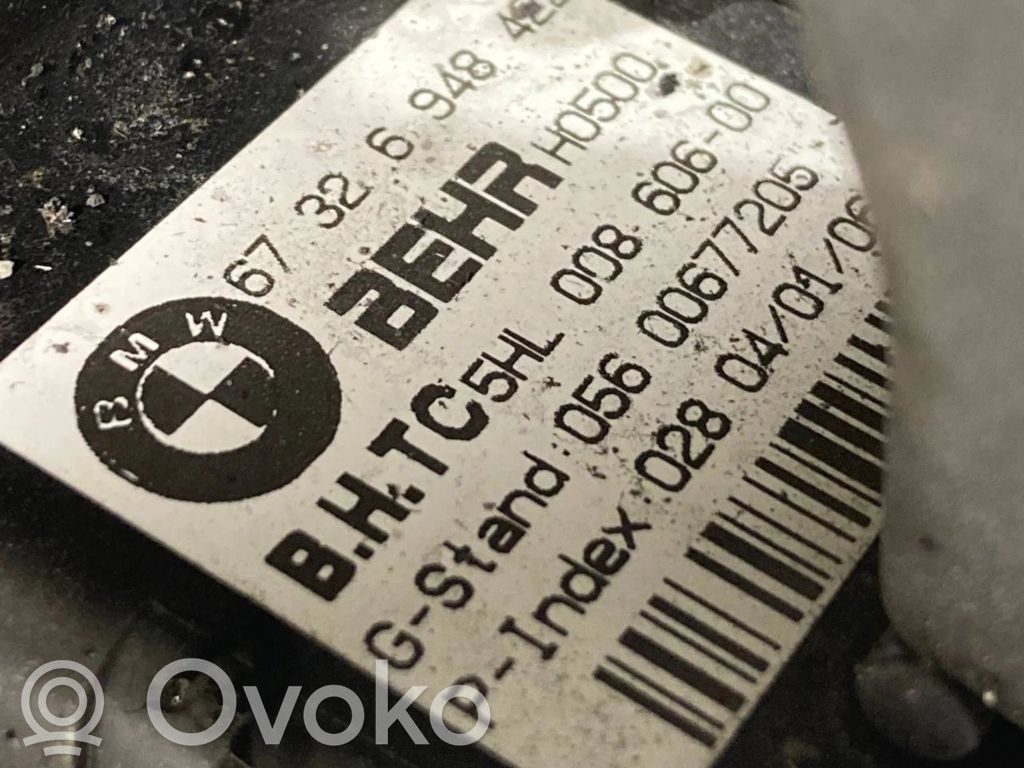 BMW
67 32 6 948
BEHR H0500
B.H.T.C 5HL 008 606-00
G-Stand:056 00677205
P-Index:028 04/01/06
Ovoko